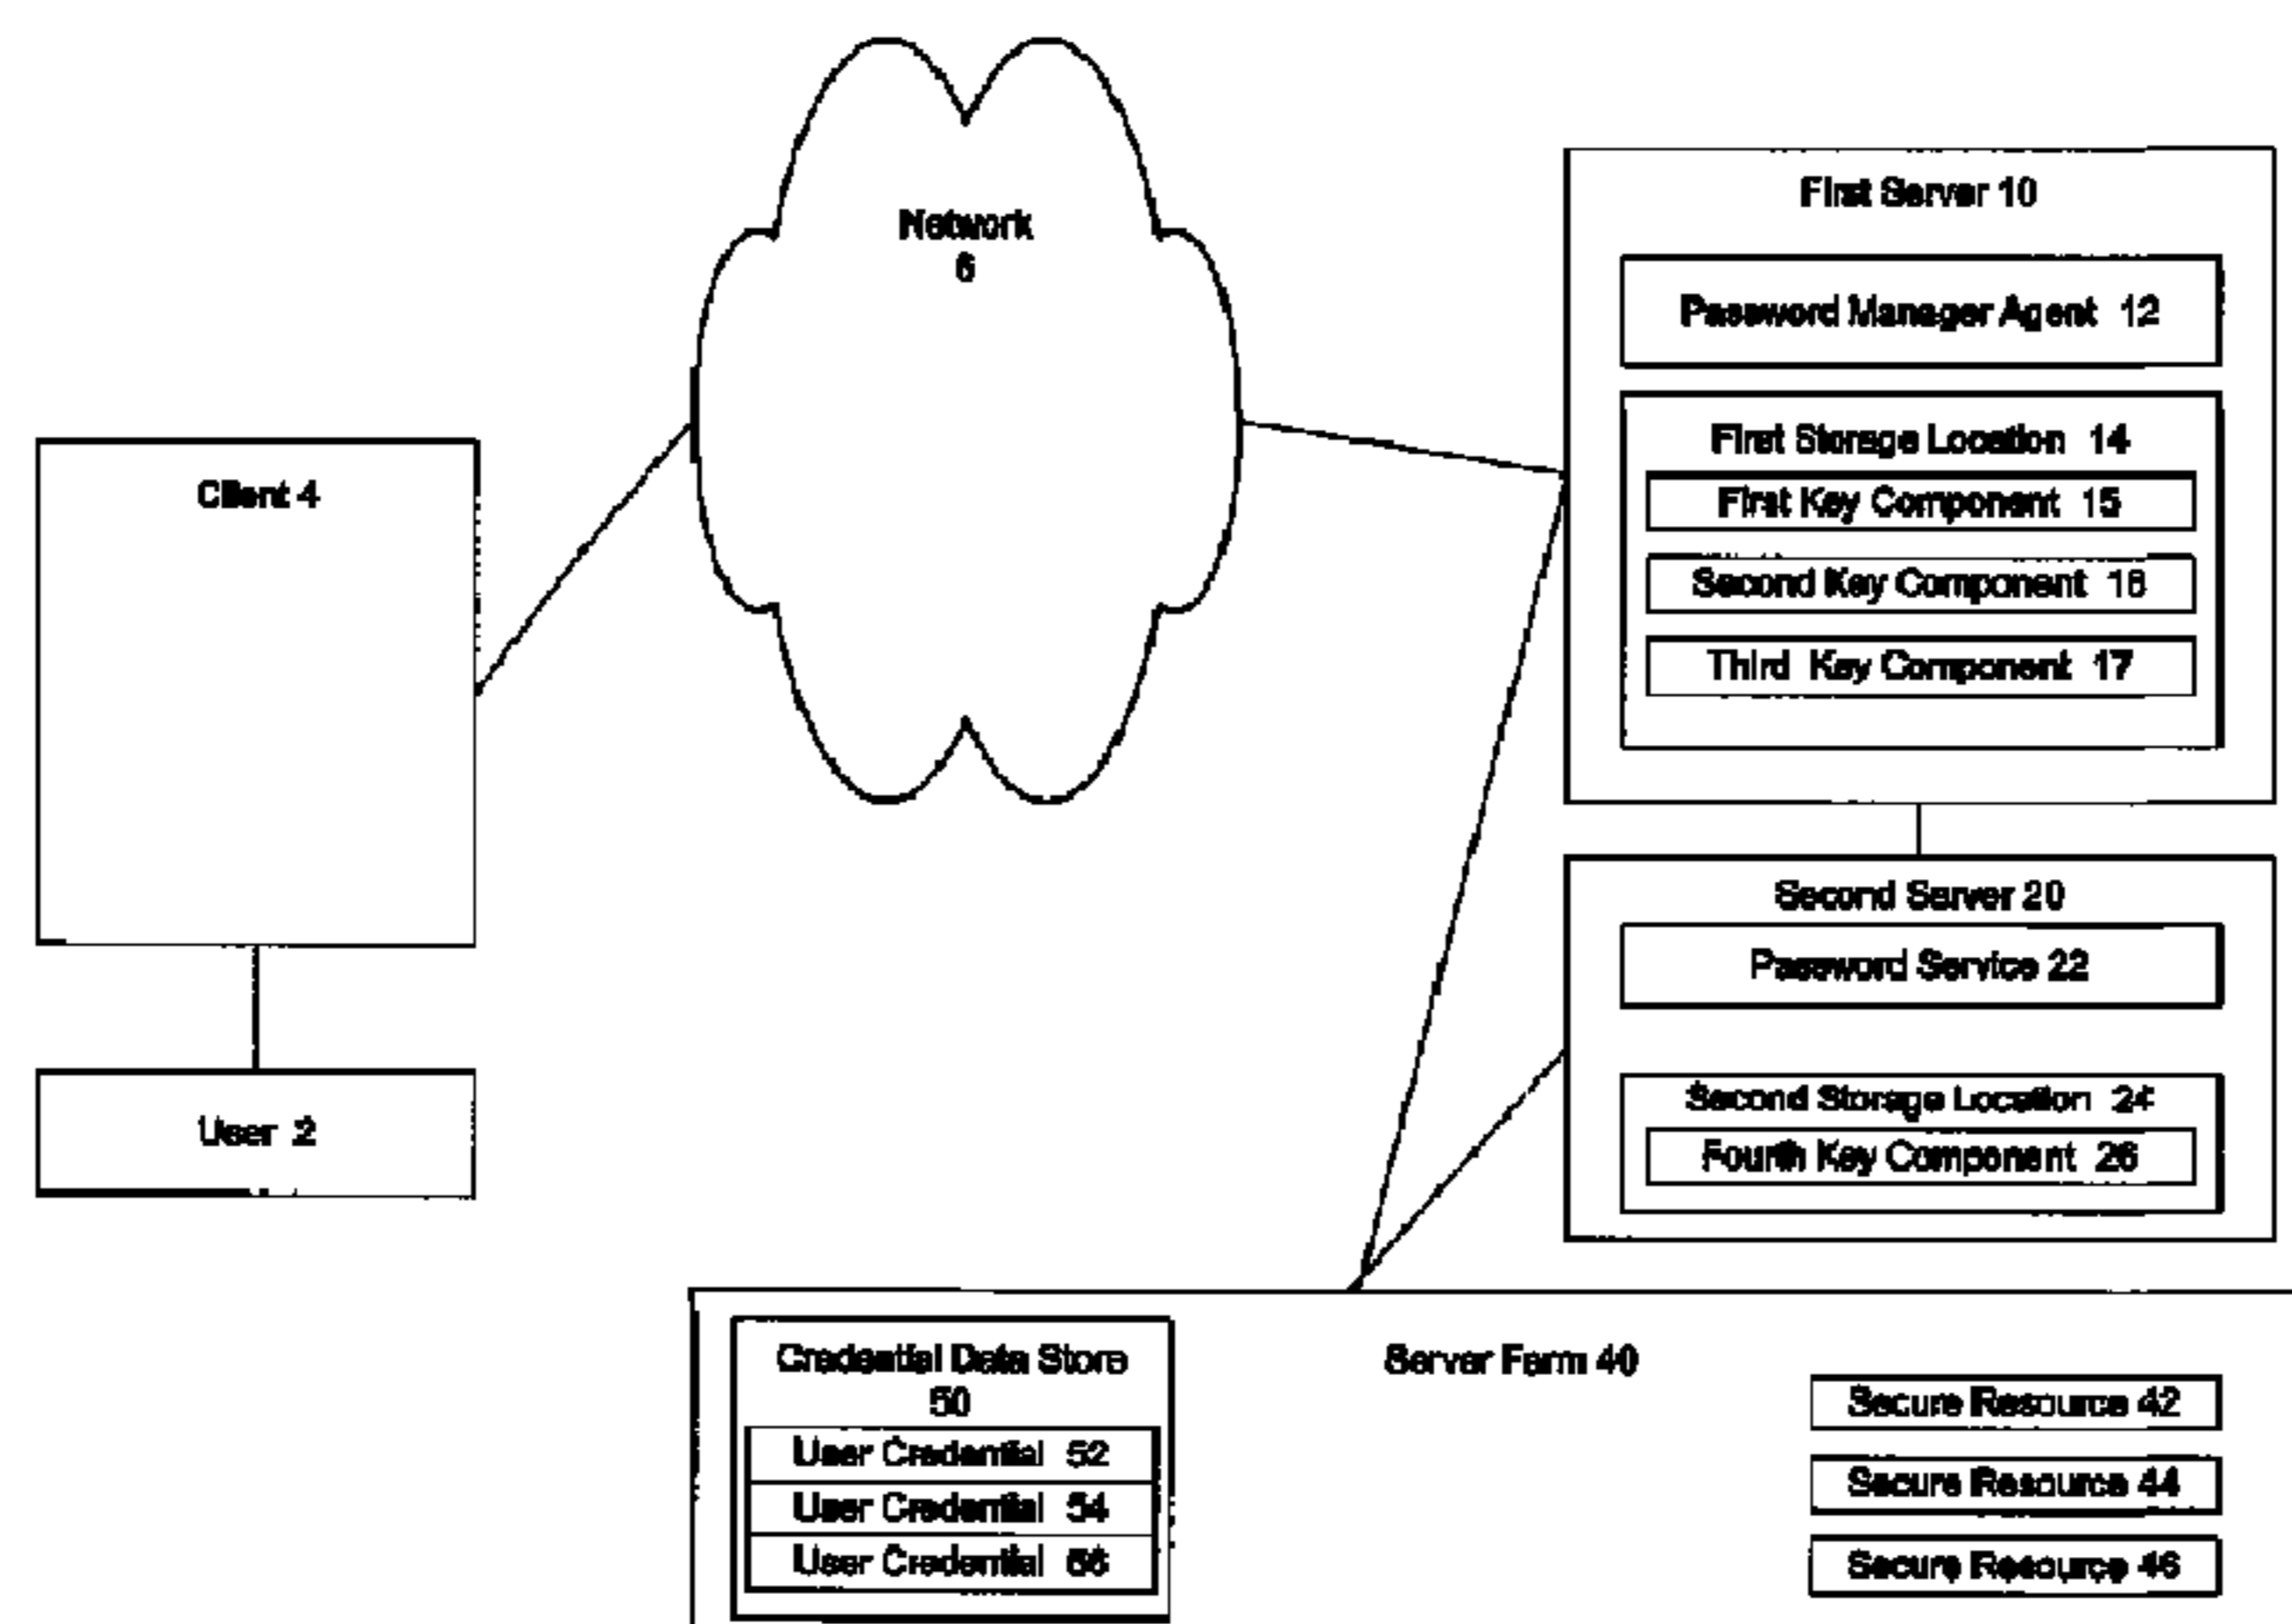 Network
6
First Server 10
Password Manager Agent 12
First Storage Location 14
First Key Component 15
Second Key Component 16
Third Key Component 17
Client 4
User 2
Second Server 20
Password Service 22
Second Storage Location 24
Fourth Key Component 26
Credential Data Store
50
User Credential 52
User Credential 54
User Credential 56
Server Farm 40
Secure Resource 42
Secure Resource 44
Secure Resource 46